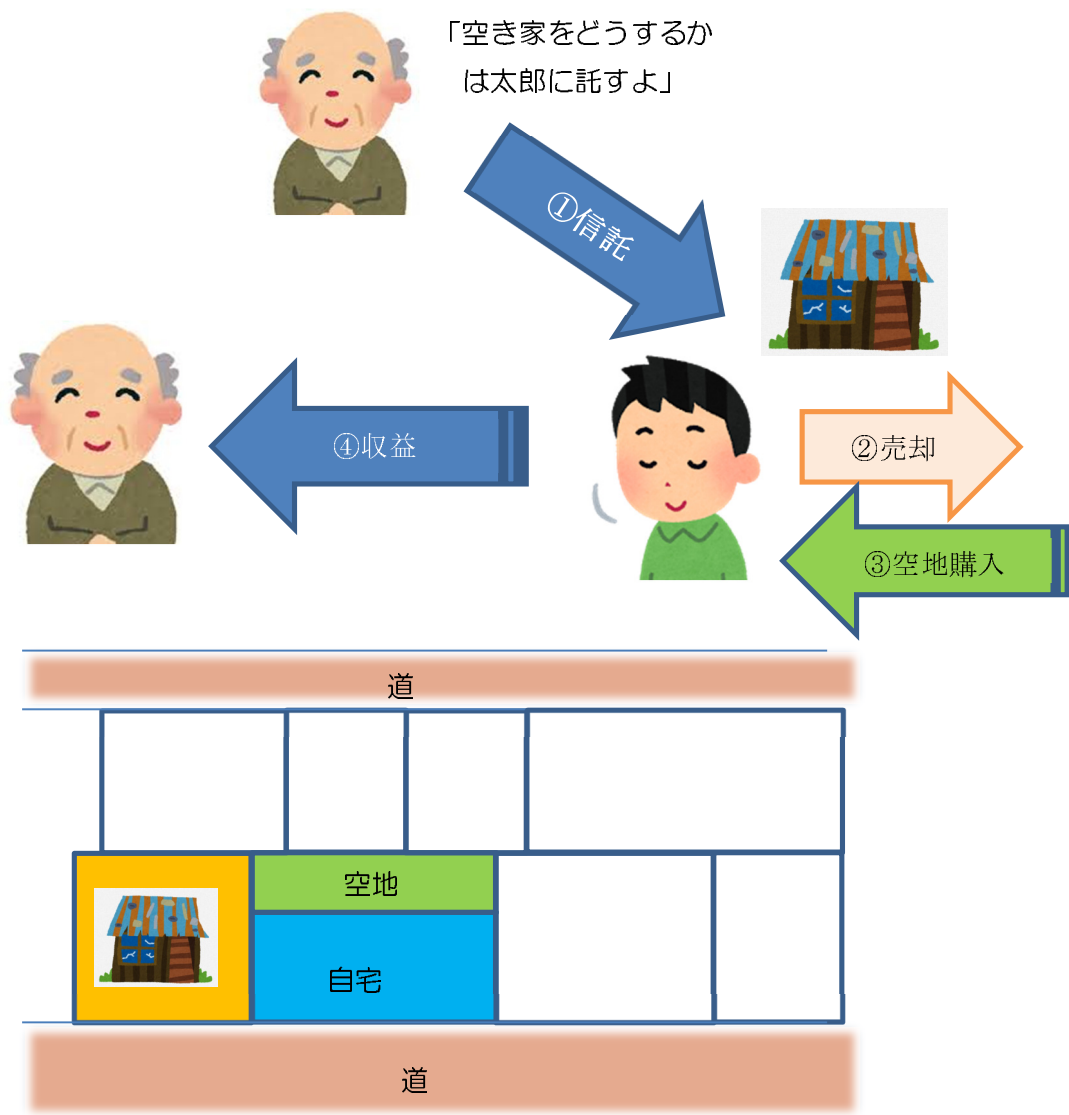 「空き家をどうするか
は太郎に託すよ」
①信託
④収益
②売却
③空地購入
道
空地
自宅
道